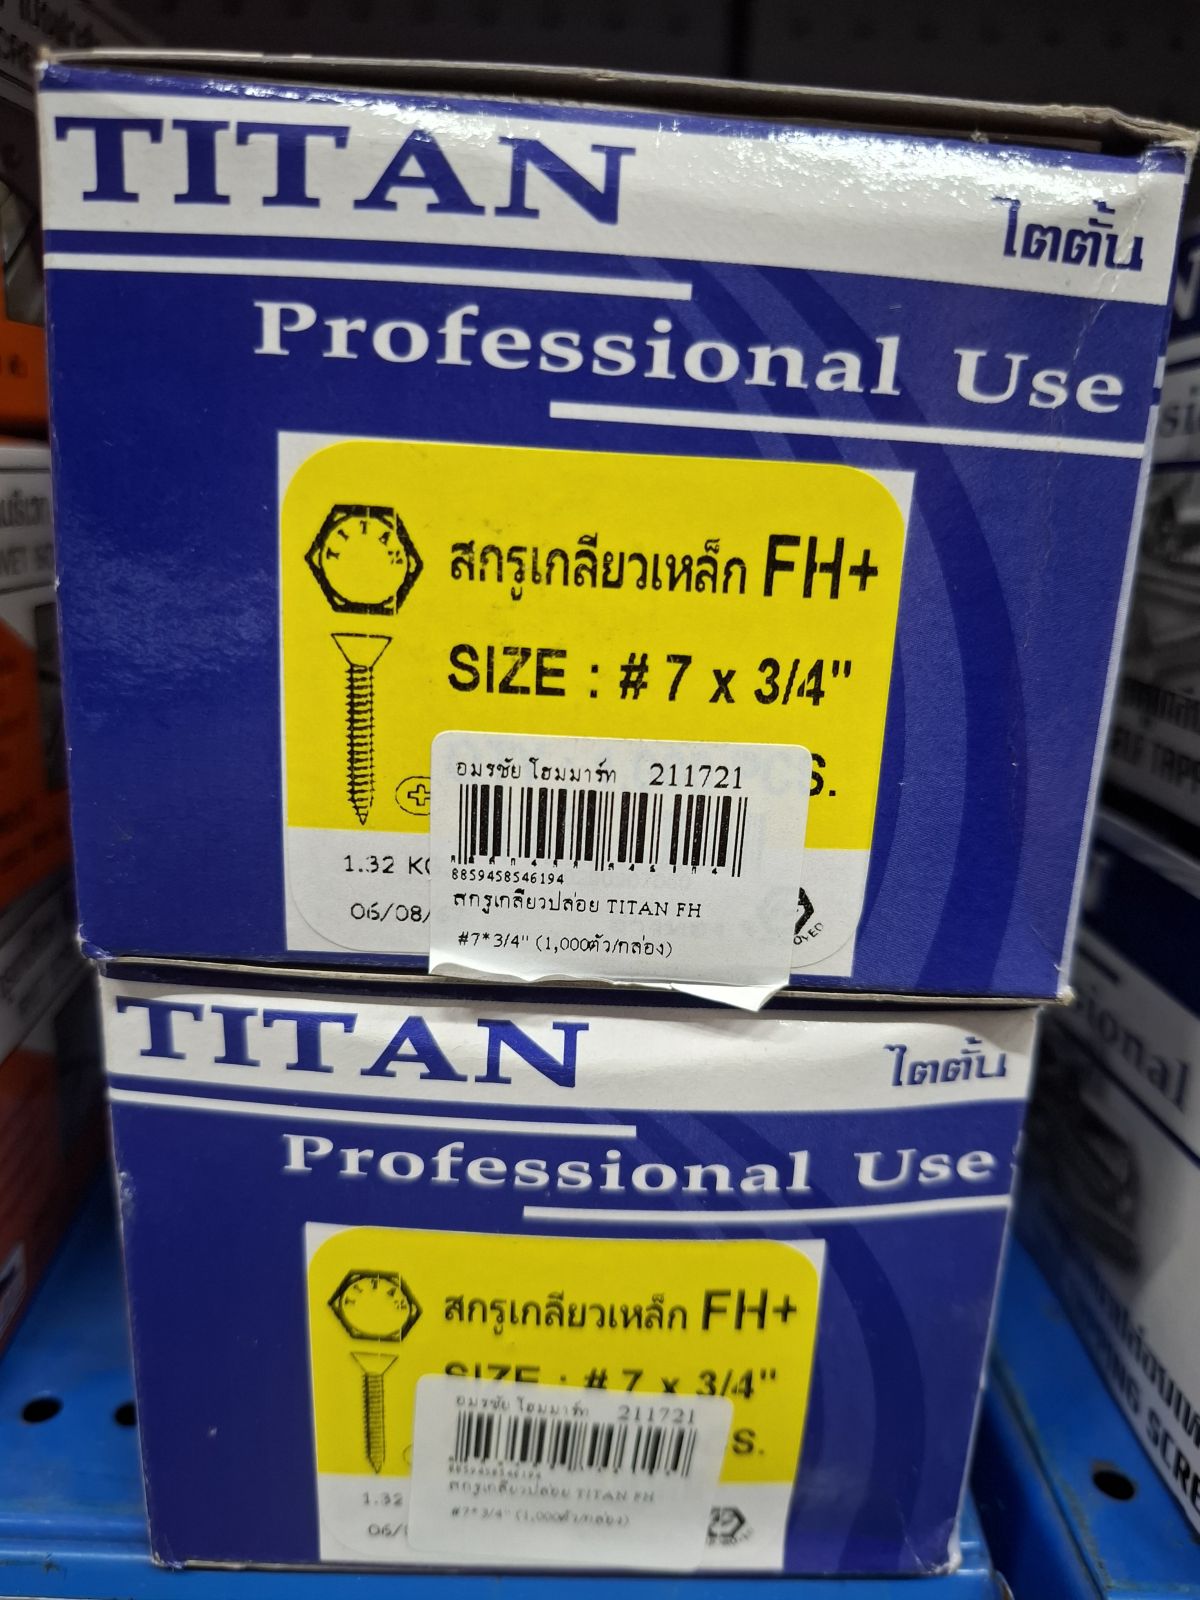 TITAN
ไตตั้น
Professional Use
TITAN
สกรูเกลียวเหล็ก FH+
SIZE : # 7 x 3/4"
S.
อมรชัย โฮมมาร์ท 211721
8859458546194
สกรูเกลียวปล่อย TITAN FH
#7*3/4" (1,000ตัว/กล่อง)
1.32 KG
06/08/
TITAN
ไตตั้น
Professional Use
TITAN
สกรูเกลียวเหล็ก FH+
SIZE : # 7 x 3/4"
S.
อมรชัย โฮมมาร์ท 211721
8859458546194
สกรูเกลียวปล่อย TITAN FH
#7*3/4" (1,000ตัว/กล่อง)
1.32
06/